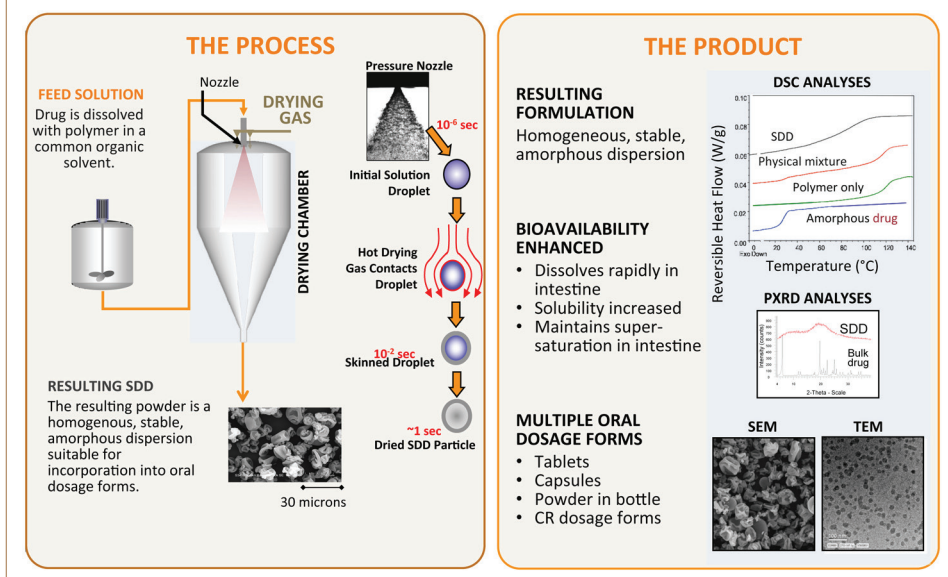 THE PROCESS
FEED SOLUTION
Drug is dissolved
with polymer in a
common organic
solvent.
Nozzle
DRYING
GAS
DRYING CHAMBER
Pressure Nozzle
10-6 sec
Initial Solution
Droplet
Hot Drying
Gas Contacts
Droplet
10-2 sec
Skinned Droplet
~1 sec
Dried SDD Particle
RESULTING SDD
The resulting powder is a
homogenous, stable,
amorphous dispersion
suitable for
incorporation into oral
dosage forms.
30 microns
THE PRODUCT
RESULTING
FORMULATION
Homogeneous, stable,
amorphous dispersion
BIOAVAILABILITY
ENHANCED
• Dissolves rapidly in
intestine
• Solubility increased
• Maintains super-
saturation in intestine
MULTIPLE ORAL
DOSAGE FORMS
• Tablets
• Capsules
• Powder in bottle
• CR dosage forms
DSC ANALYSES
Reversible Heat Flow (W/g)
0.10
0.08
0.06
0.04
0.02
0.00
SDD
Physical mixture
Polymer only
Amorphous drug
0 20 40 60 80 100 120 140
Exo Down
Temperature (°C)
PXRD ANALYSES
Intensity (counts)
SDD
Bulk
drug
2-Theta - Scale
SEM
TEM